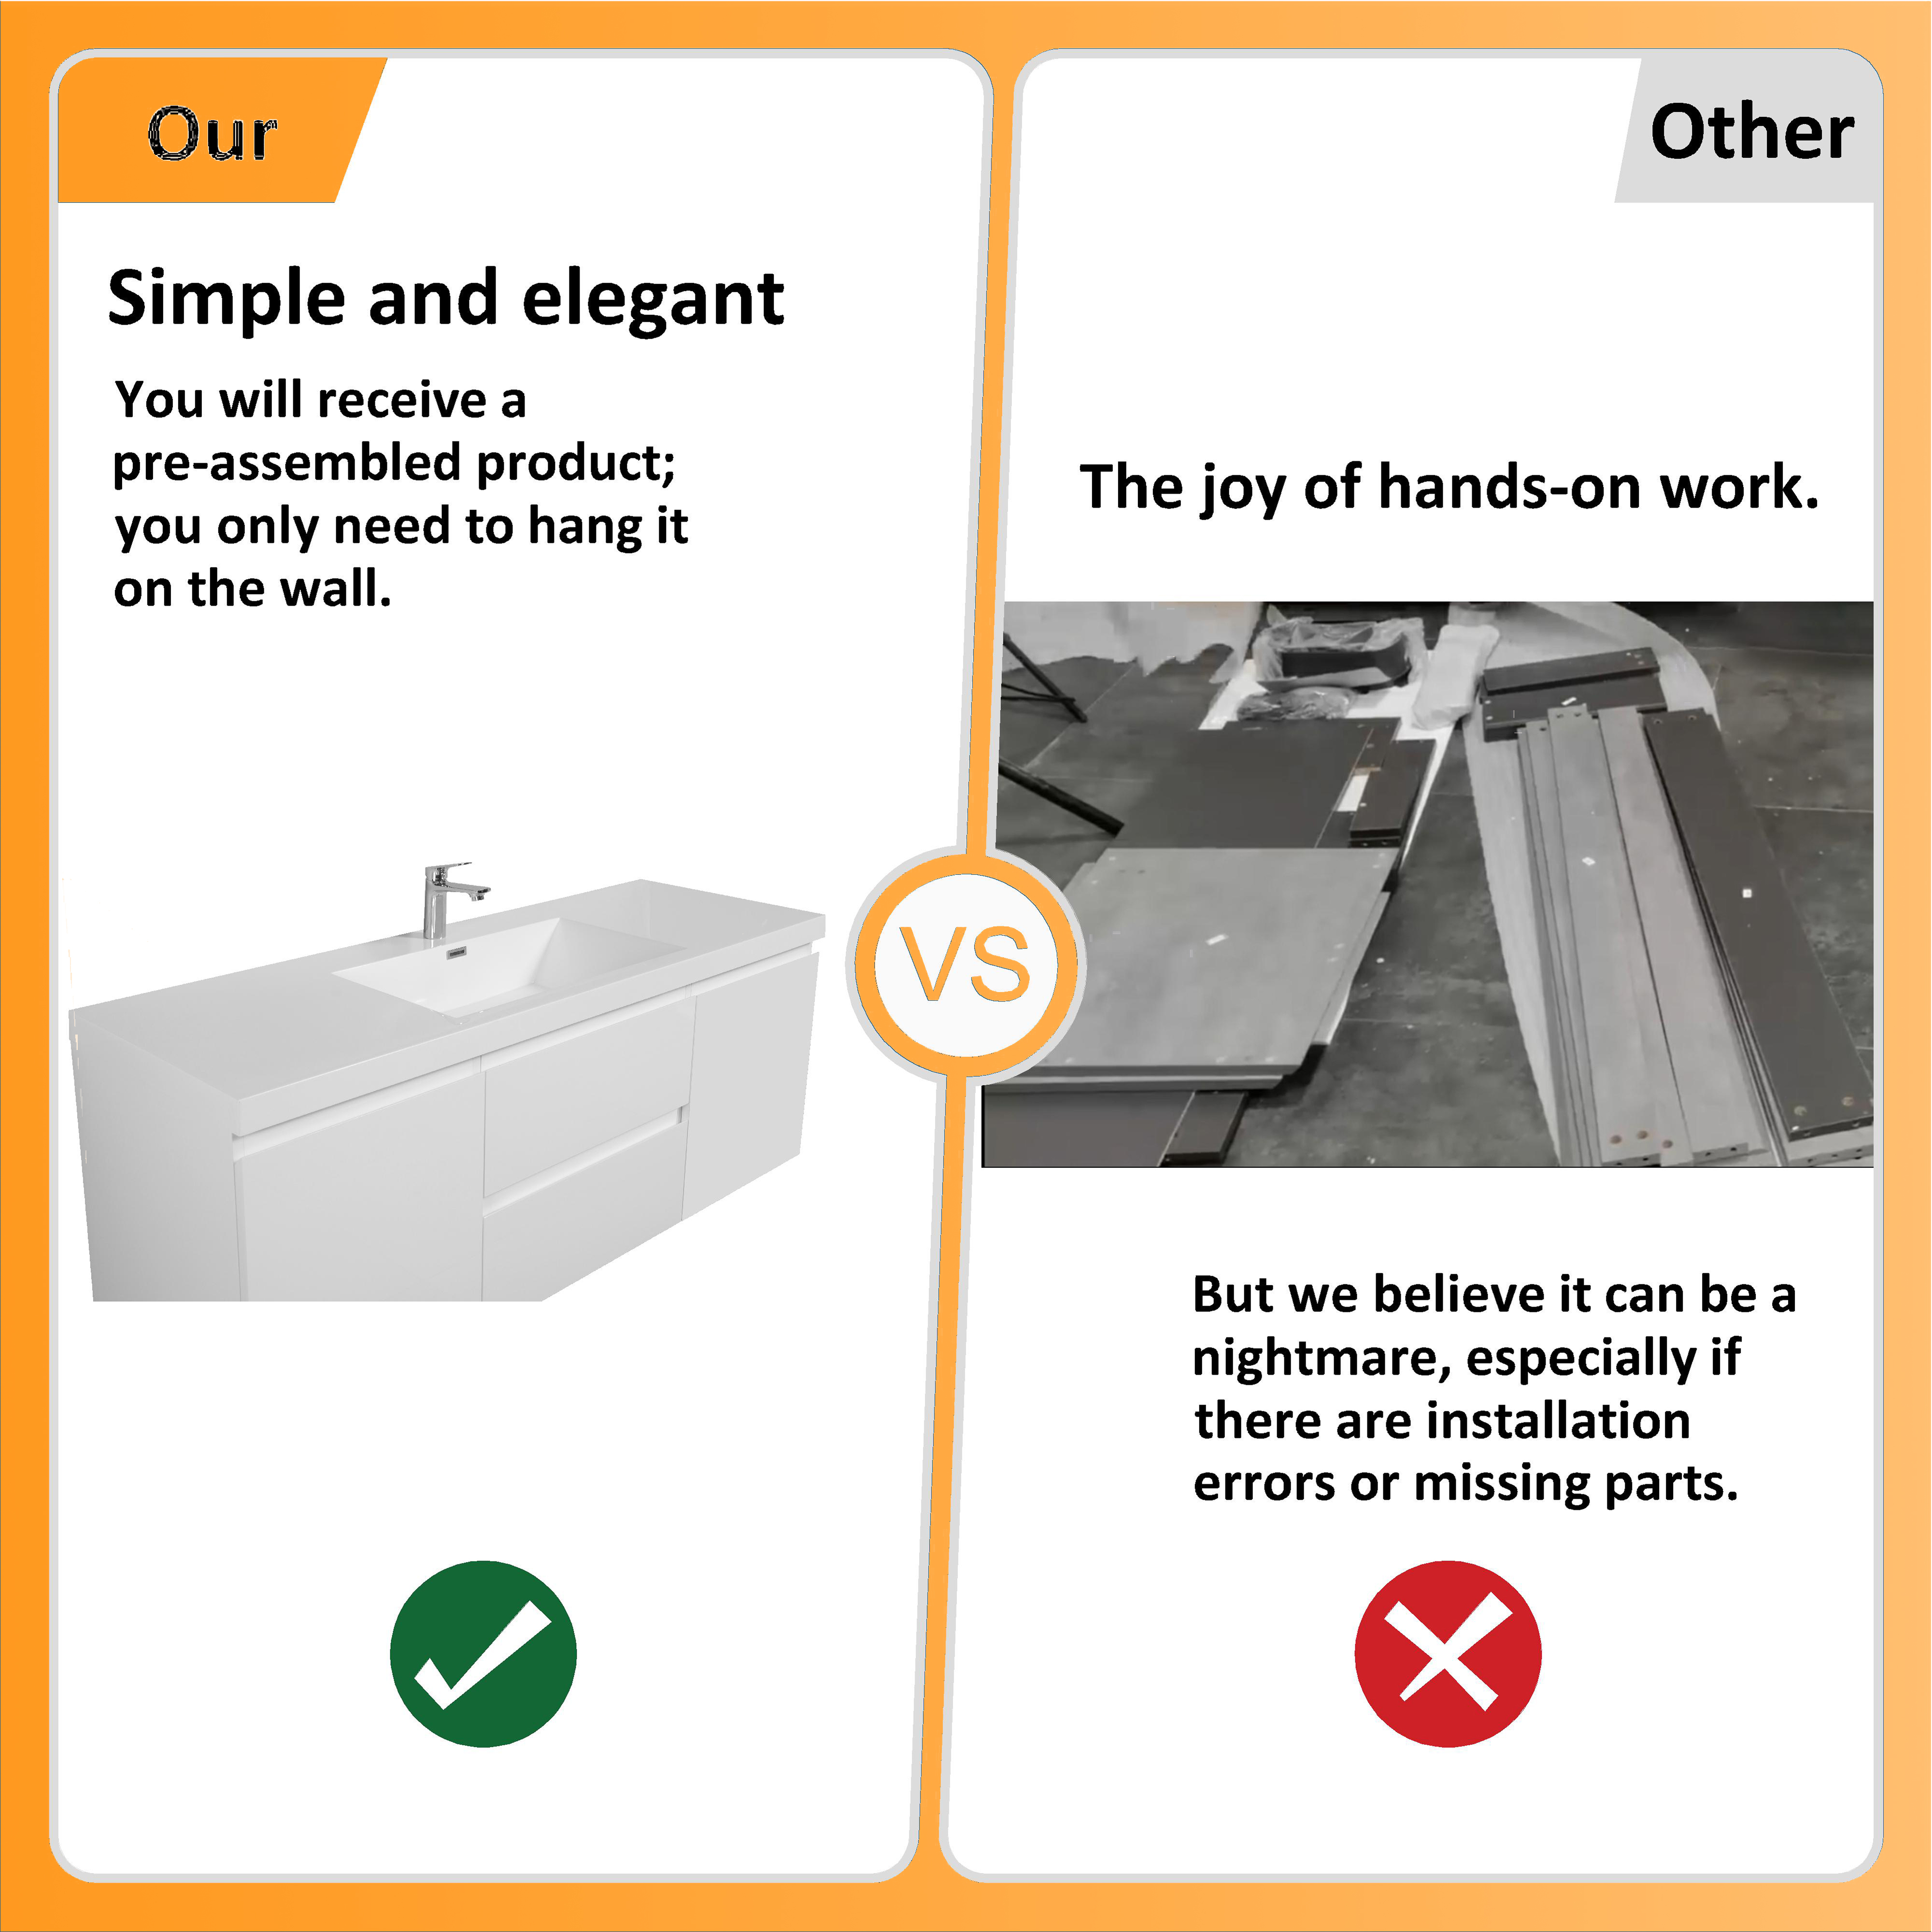 Our
Simple and elegant
You will receive a
pre-assembled product;
you only need to hang it
on the wall.
VS
Other
The joy of hands-on work.
But we believe it can be a
nightmare, especially if
there are installation
errors or missing parts.